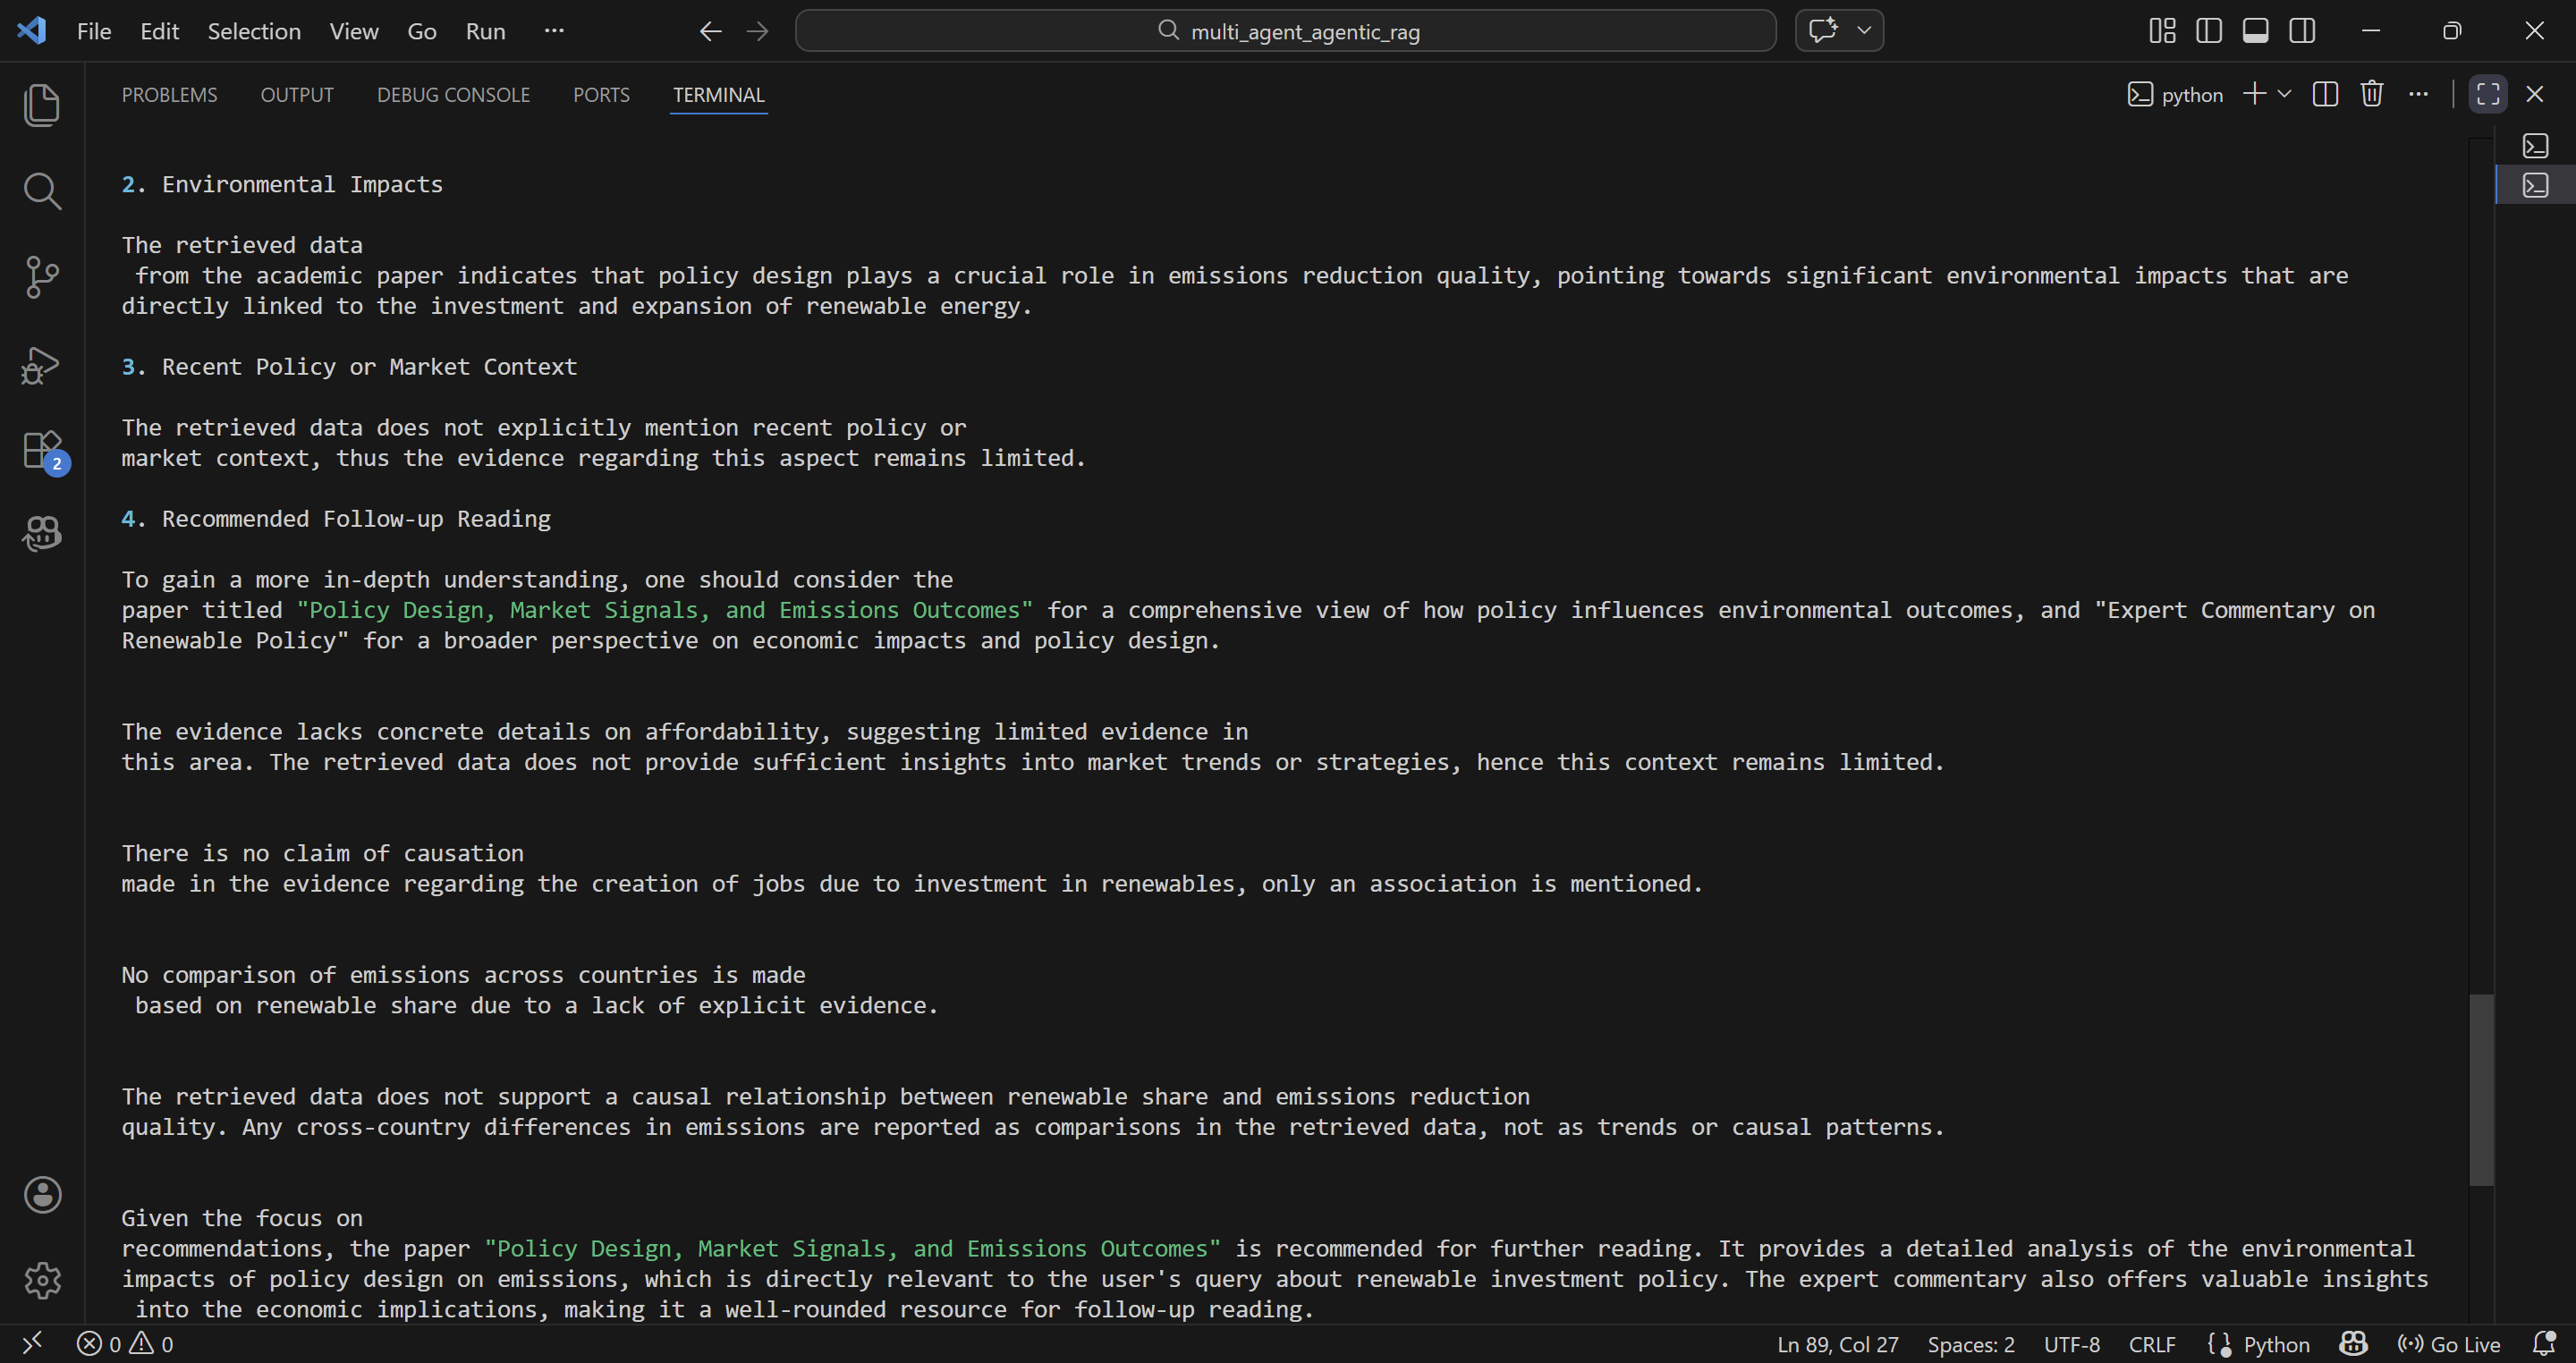 File Edit Selection View Go Run ···
multi_agent_agentic_rag
PROBLEMS OUTPUT DEBUG CONSOLE PORTS TERMINAL
python
2. Environmental Impacts
The retrieved data
from the academic paper indicates that policy design plays a crucial role in emissions reduction quality, pointing towards significant environmental impacts that are
directly linked to the investment and expansion of renewable energy.
3. Recent Policy or Market Context
The retrieved data does not explicitly mention recent policy or
market context, thus the evidence regarding this aspect remains limited.
4. Recommended Follow-up Reading
To gain a more in-depth understanding, one should consider the
paper titled "Policy Design, Market Signals, and Emissions Outcomes" for a comprehensive view of how policy influences environmental outcomes, and "Expert Commentary on
Renewable Policy" for a broader perspective on economic impacts and policy design.
The evidence lacks concrete details on affordability, suggesting limited evidence in
this area. The retrieved data does not provide sufficient insights into market trends or strategies, hence this context remains limited.
There is no claim of causation
made in the evidence regarding the creation of jobs due to investment in renewables, only an association is mentioned.
No comparison of emissions across countries is made
based on renewable share due to a lack of explicit evidence.
The retrieved data does not support a causal relationship between renewable share and emissions reduction
quality. Any cross-country differences in emissions are reported as comparisons in the retrieved data, not as trends or causal patterns.
Given the focus on
recommendations, the paper "Policy Design, Market Signals, and Emissions Outcomes" is recommended for further reading. It provides a detailed analysis of the environmental
impacts of policy design on emissions, which is directly relevant to the user's query about renewable investment policy. The expert commentary also offers valuable insights
into the economic implications, making it a well-rounded resource for follow-up reading.
2
0 0 Ln 89, Col 27 Spaces: 2 UTF-8 CRLF Python Go Live